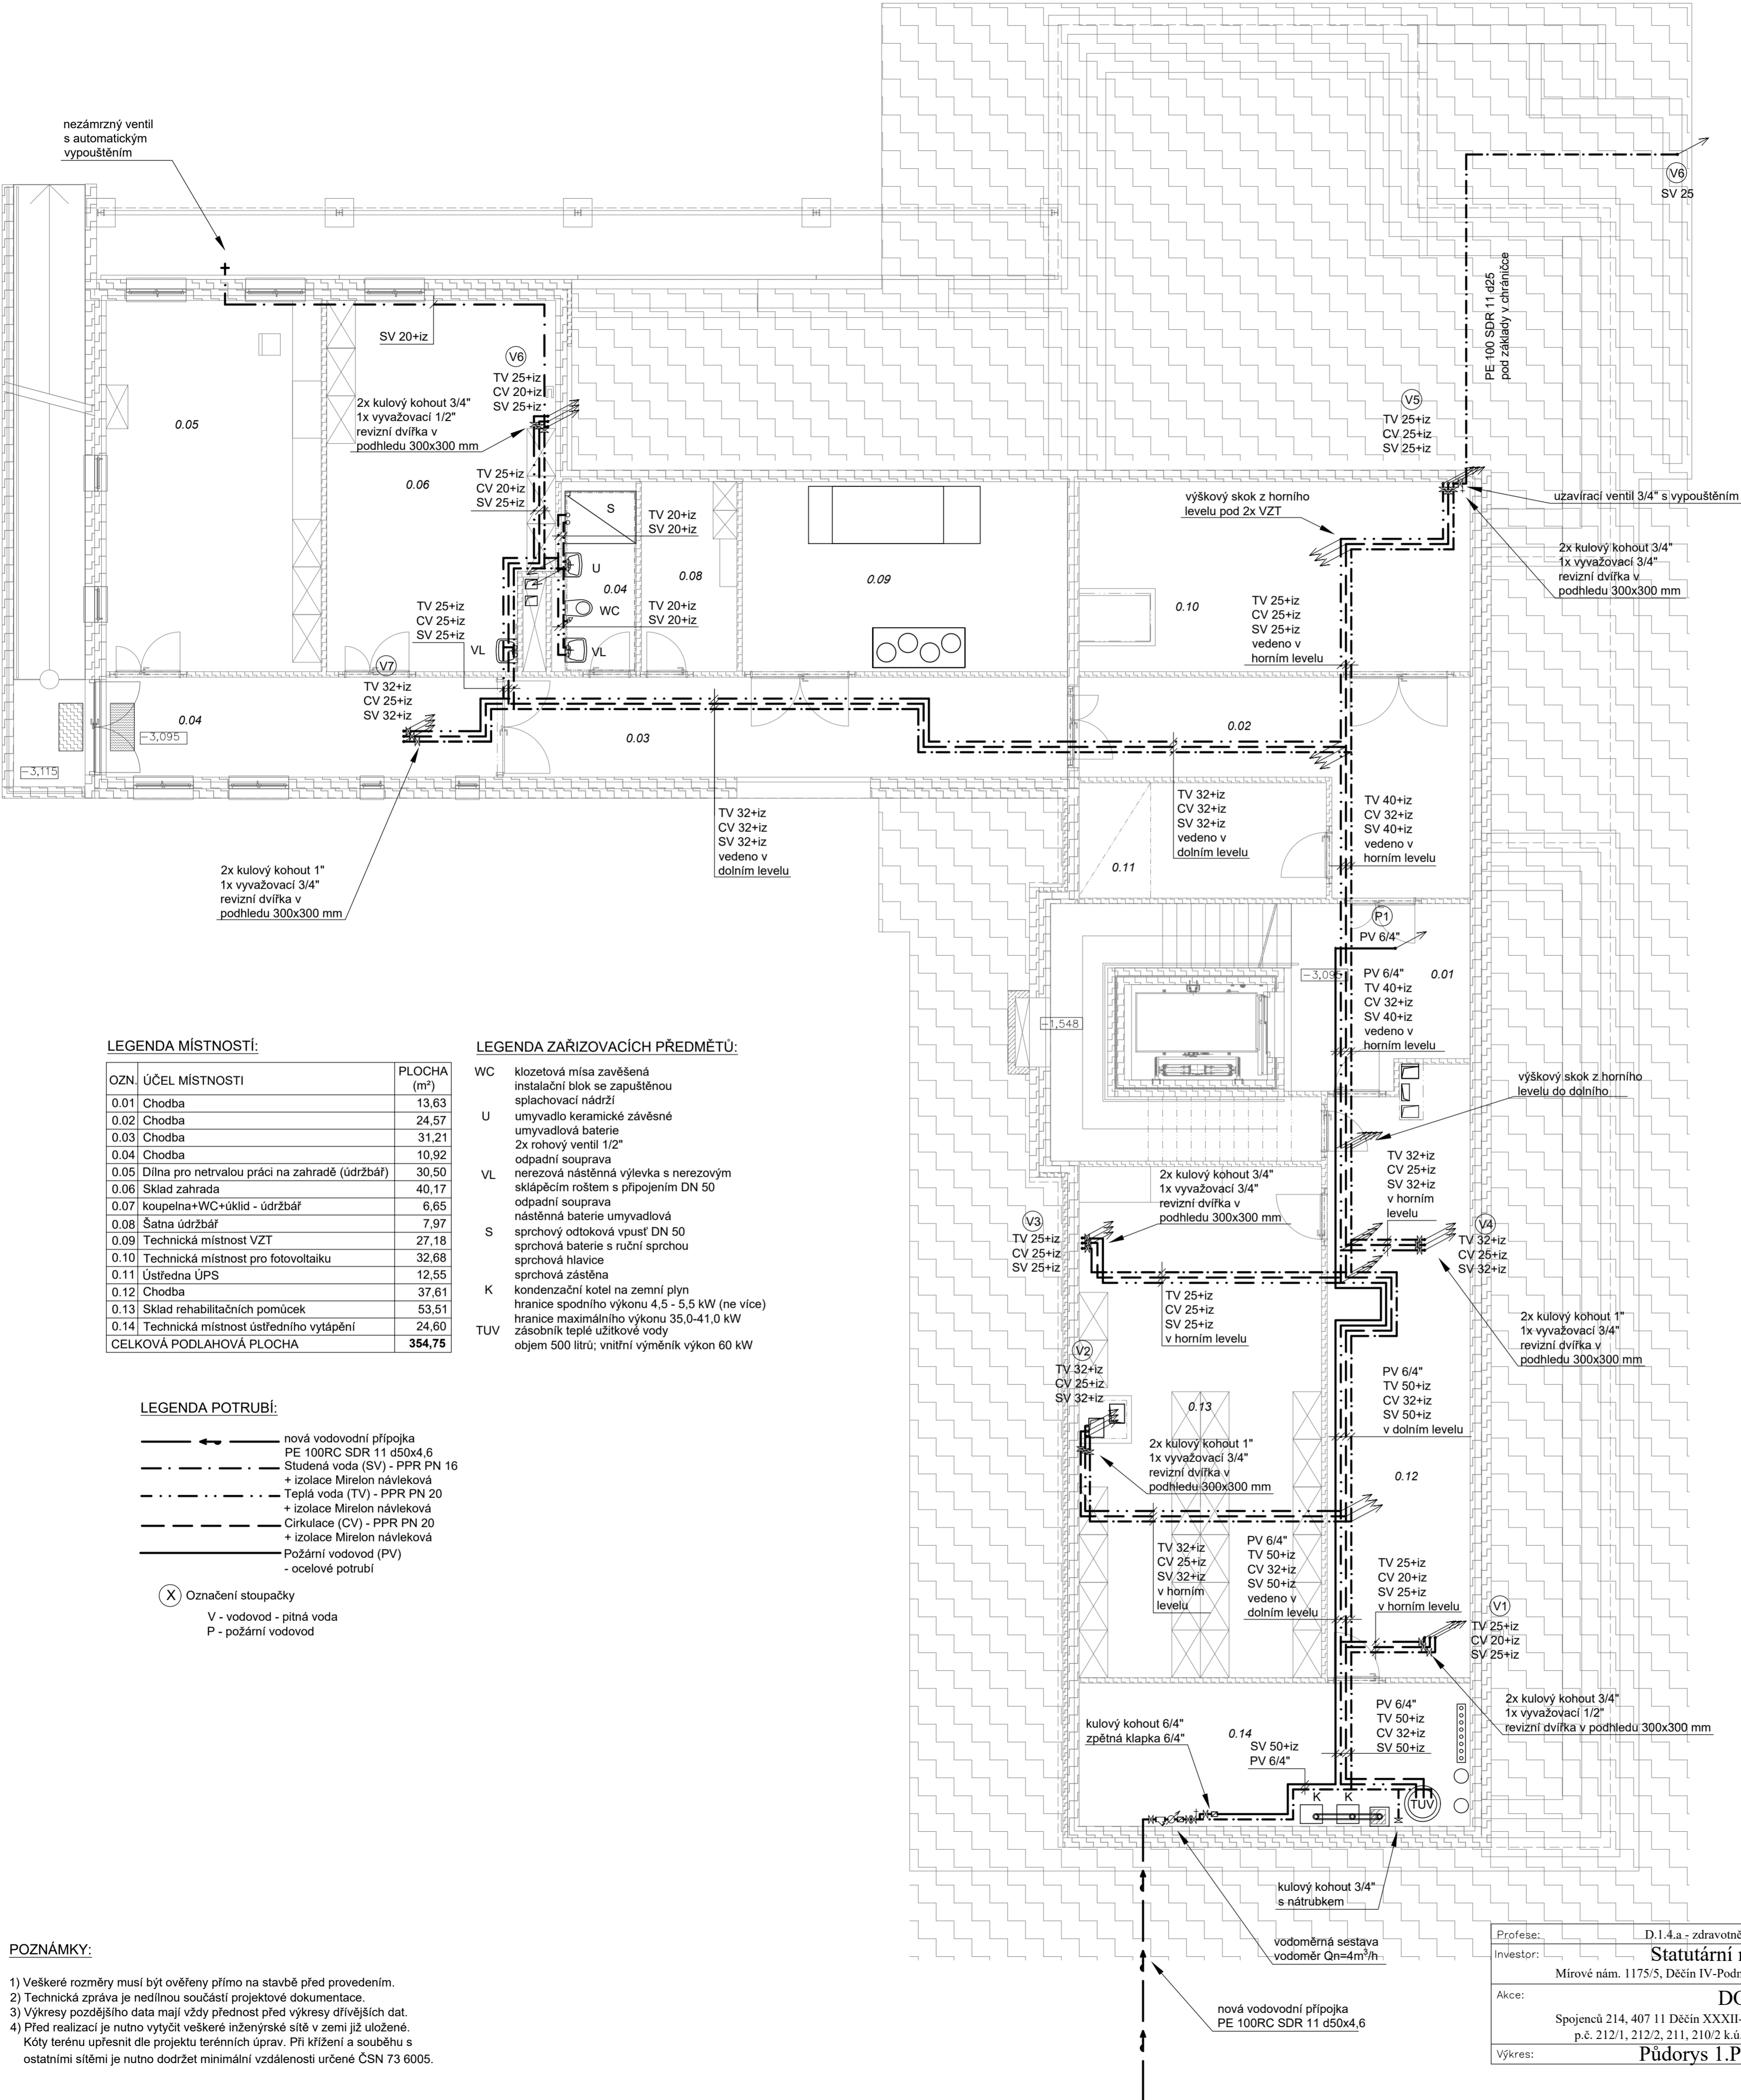 nezámrzný ventil
s automatickým
vypouštěním
V6
SV 25
PE 100 SDR 11 d25
pod základy v chráničce
SV 20+iz
V6
TV 25+iz
CV 20+iz
SV 25+iz
2x kulový kohout 3/4"
1x vyvažovací 1/2"
revizní dvířka v
podhledu 300x300 mm
0.05
0.06
TV 25+iz
CV 20+iz
SV 25+iz
S
TV 20+iz
SV 20+iz
U
0.04
WC
VL
0.08
TV 20+iz
SV 20+iz
0.09
V5
TV 25+iz
CV 25+iz
SV 25+iz
výškový skok z horního
levelu pod 2x VZT
uzavírací ventil 3/4" s vypouštěním
2x kulový kohout 3/4"
1x vyvažovací 3/4"
revizní dvířka v
podhledu 300x300 mm
0.10
TV 25+iz
CV 25+iz
SV 25+iz
vedeno v
horním levelu
TV 25+iz
CV 25+iz
SV 25+iz
VL
V7
TV 32+iz
CV 25+iz
SV 32+iz
0.04
-3,095
-3,115
0.03
0.02
TV 32+iz
CV 32+iz
SV 32+iz
vedeno v
dolním levelu
TV 32+iz
CV 32+iz
SV 32+iz
vedeno v
dolním levelu
TV 40+iz
CV 32+iz
SV 40+iz
vedeno v
horním levelu
0.11
2x kulový kohout 1"
1x vyvažovací 3/4"
revizní dvířka v
podhledu 300x300 mm
P1
PV 6/4"
-3,095
0.01
PV 6/4"
TV 40+iz
CV 32+iz
SV 40+iz
vedeno v
horním levelu
-1,548
výškový skok z horního
levelu do dolního
TV 32+iz
CV 25+iz
SV 32+iz
v horním
levelu
2x kulový kohout 3/4"
1x vyvažovací 3/4"
revizní dvířka v
podhledu 300x300 mm
V3
TV 25+iz
CV 25+iz
SV 25+iz
V4
TV 32+iz
CV 25+iz
SV 32+iz
TV 25+iz
CV 25+iz
SV 25+iz
v horním levelu
2x kulový kohout 1"
1x vyvažovací 3/4"
revizní dvířka v
podhledu 300x300 mm
V2
TV 32+iz
CV 25+iz
SV 32+iz
0.13
PV 6/4"
TV 50+iz
CV 32+iz
SV 50+iz
v dolním levelu
2x kulový kohout 1"
1x vyvažovací 3/4"
revizní dvířka v
podhledu 300x300 mm
0.12
TV 32+iz
CV 25+iz
SV 32+iz
v horním
levelu
PV 6/4"
TV 50+iz
CV 32+iz
SV 50+iz
vedeno v
dolním levelu
TV 25+iz
CV 20+iz
SV 25+iz
v horním levelu
V1
TV 25+iz
CV 20+iz
SV 25+iz
2x kulový kohout 3/4"
1x vyvažovací 1/2"
revizní dvířka v podhledu 300x300 mm
kulový kohout 6/4"
zpětná klapka 6/4"
0.14
SV 50+iz
PV 6/4"
PV 6/4"
TV 50+iz
CV 32+iz
SV 50+iz
K
K
TUV
kulový kohout 3/4"
s nátrubkem
vodoměrná sestava
vodoměr Qn=4m³/h
nová vodovodní přípojka
PE 100RC SDR 11 d50x4,6
LEGENDA MÍSTNOSTÍ:
OZN. ÚČEL MÍSTNOSTI PLOCHA (m²)
0.01 Chodba 13,63
0.02 Chodba 24,57
0.03 Chodba 31,21
0.04 Chodba 10,92
0.05 Dílna pro netrvalou práci na zahradě (údržbář) 30,50
0.06 Sklad zahrada 40,17
0.07 koupelna+WC+úklid - údržbář 6,65
0.08 Šatna údržbář 7,97
0.09 Technická místnost VZT 27,18
0.10 Technická místnost pro fotovoltaiku 32,68
0.11 Ústředna ÚPS 12,55
0.12 Chodba 37,61
0.13 Sklad rehabilitačních pomůcek 53,51
0.14 Technická místnost ústředního vytápění 24,60
CELKOVÁ PODLAHOVÁ PLOCHA 354,75
LEGENDA ZAŘIZOVACÍCH PŘEDMĚTŮ:
WC klozetová mísa zavěšená
instalační blok se zapuštěnou
splachovací nádrží
U umyvadlo keramické závěsné
umyvadlová baterie
2x rohový ventil 1/2"
odpadní souprava
VL nerezová nástěnná výlevka s nerezovým
sklápěcím roštem s připojením DN 50
odpadní souprava
nástěnná baterie umyvadlová
S sprchový odtoková vpusť DN 50
sprchová baterie s ruční sprchou
sprchová hlavice
sprchová zástěna
K kondenzační kotel na zemní plyn
hranice spodního výkonu 4,5 - 5,5 kW (ne více)
hranice maximálního výkonu 35,0-41,0 kW
TUV zásobník teplé užitkové vody
objem 500 litrů; vnitřní výměník výkon 60 kW
LEGENDA POTRUBÍ:
nová vodovodní přípojka
PE 100RC SDR 11 d50x4,6
Studená voda (SV) - PPR PN 16
+ izolace Mirelon návleková
Teplá voda (TV) - PPR PN 20
+ izolace Mirelon návleková
Cirkulace (CV) - PPR PN 20
+ izolace Mirelon návleková
Požární vodovod (PV)
- ocelové potrubí
X Označení stoupačky
V - vodovod - pitná voda
P - požární vodovod
POZNÁMKY:
1) Veškeré rozměry musí být ověřeny přímo na stavbě před provedením.
2) Technická zpráva je nedílnou součástí projektové dokumentace.
3) Výkresy pozdějšího data mají vždy přednost před výkresy dřívějších dat.
4) Před realizací je nutno vytyčit veškeré inženýrské sítě v zemi již uložené.
Kóty terénu upřesnit dle projektu terénních úprav. Při křížení a souběhu s
ostatními sítěmi je nutno dodržet minimální vzdálenosti určené ČSN 73 6005.
Profese: D.1.4.a - zdravotně
Investor: Statutární
Mírové nám. 1175/5, Děčín IV-Podm
Akce: DO
Spojenců 214, 407 11 Děčín XXXII-
p.č. 212/1, 212/2, 211, 210/2 k.ú.
Výkres: Půdorys 1.P